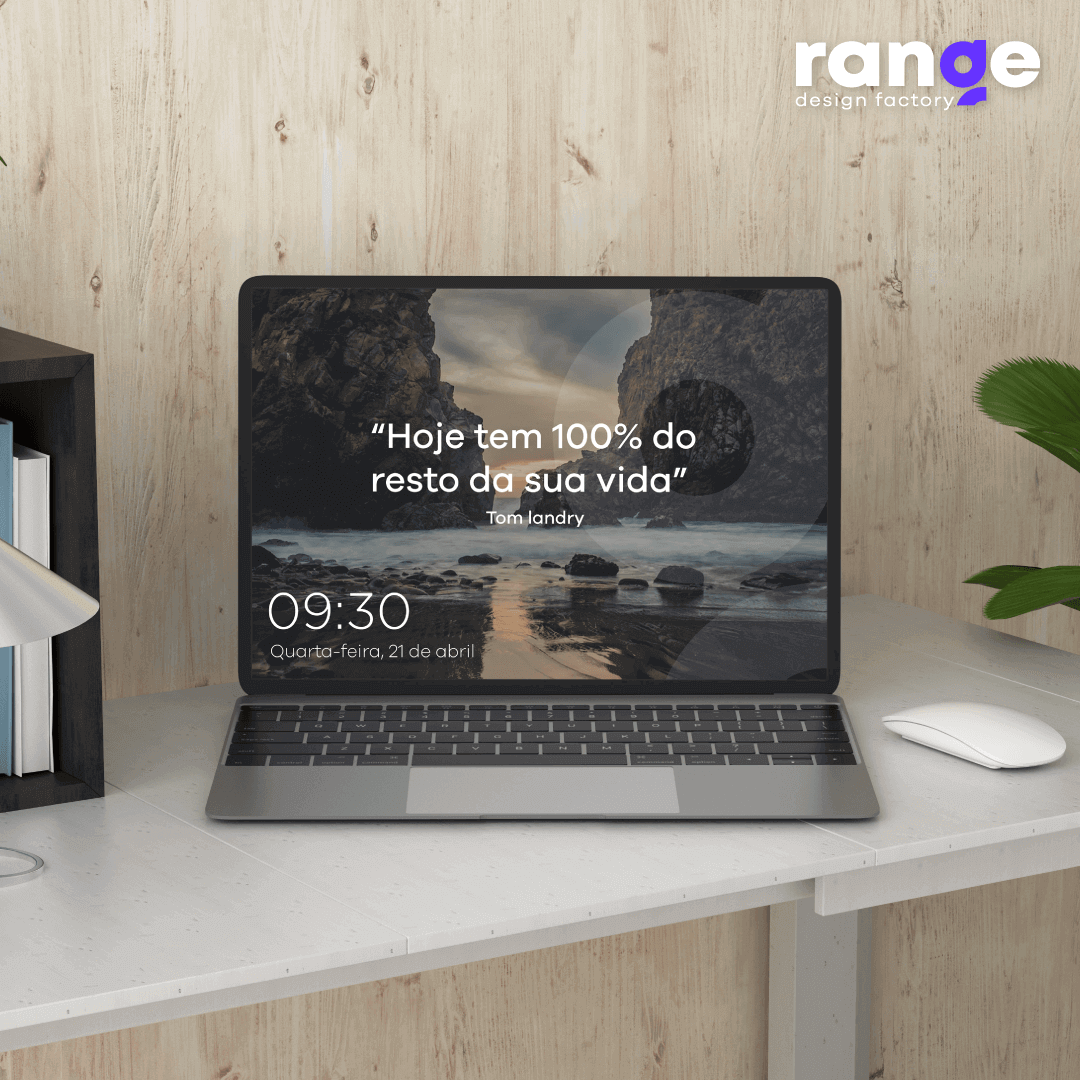 range
design factory
“Hoje tem 100% do
resto da sua vida”
Tom landry
09:30
Quarta-feira, 21 de abril